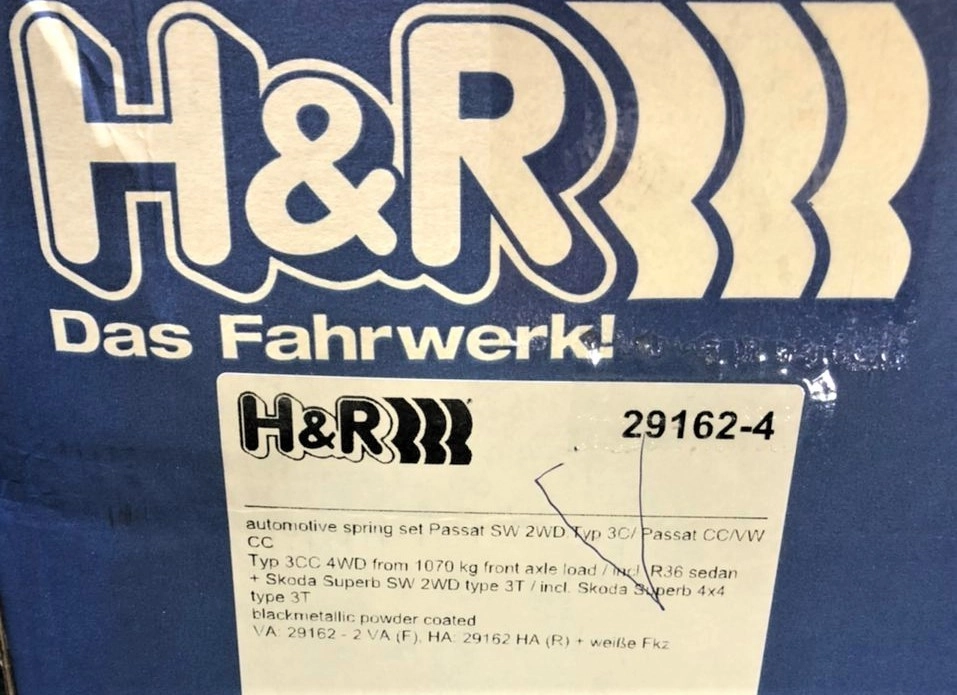 H&R
Das Fahrwerk!
H&R
29162-4
automotive spring set Passat SW 2WD Typ 3C/ Passat CC/VW
CC
Typ 3CC 4WD from 1070 kg front axle load / incl. R36 sedan
+ Skoda Superb SW 2WD type 3T / incl. Skoda Superb 4x4
type 3T
blackmetallic powder coated
VA: 29162 - 2 VA (F), HA: 29162 HA (R) + weiße Fkz